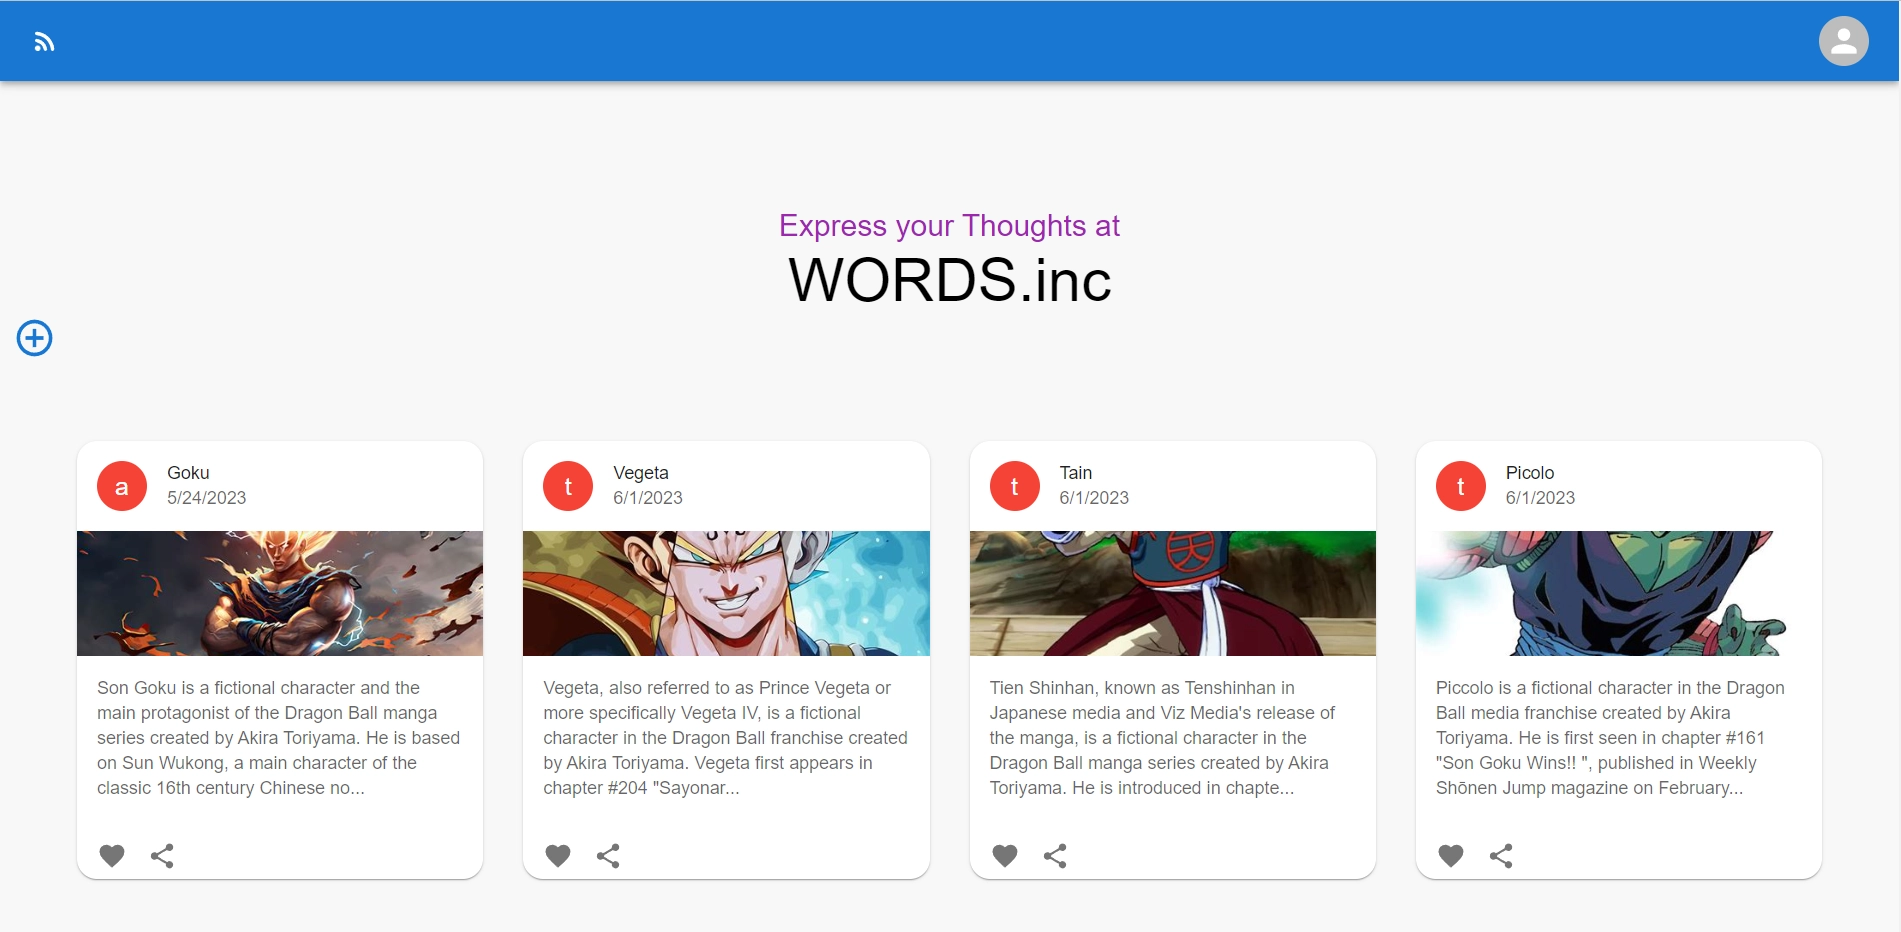 Express your Thoughts at
WORDS.inc
a
Goku
5/24/2023
Son Goku is a fictional character and the
main protagonist of the Dragon Ball manga
series created by Akira Toriyama. He is based
on Sun Wukong, a main character of the
classic 16th century Chinese no...
t
Vegeta
6/1/2023
Vegeta, also referred to as Prince Vegeta or
more specifically Vegeta IV, is a fictional
character in the Dragon Ball franchise created
by Akira Toriyama. Vegeta first appears in
chapter #204 "Sayonar...
t
Tain
6/1/2023
Tien Shinhan, known as Tenshinhan in
Japanese media and Viz Media's release of
the manga, is a fictional character in the
Dragon Ball manga series created by Akira
Toriyama. He is introduced in chapte...
t
Picolo
6/1/2023
Piccolo is a fictional character in the Dragon
Ball media franchise created by Akira
Toriyama. He is first seen in chapter #161
"Son Goku Wins!! ", published in Weekly
Shōnen Jump magazine on February...